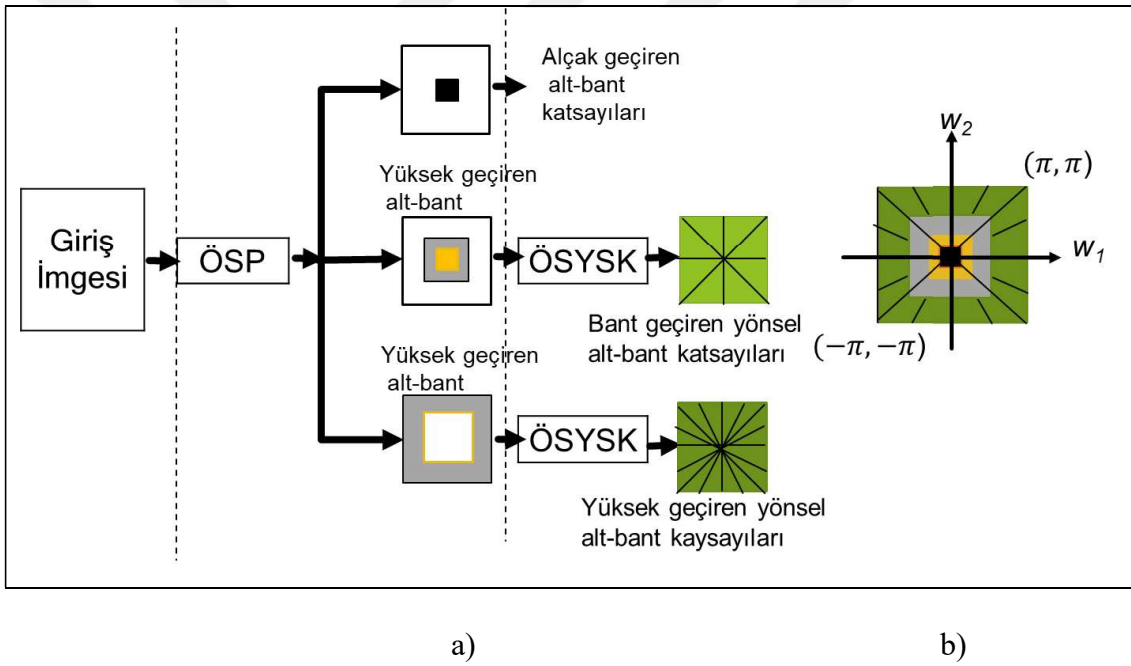 Alçak geçiren
alt-bant
katsayıları
Yüksek geçiren
alt-bant
Giriş
İmgesi
ÖSP
ÖSYSK
Bant geçiren yönsel
alt-bant katsayıları
Yüksek geçiren
alt-bant
ÖSYSK
Yüksek geçiren yönsel
alt-bant kaysayıları
w2
(π, π)
w1
(−π, −π)
a)
b)